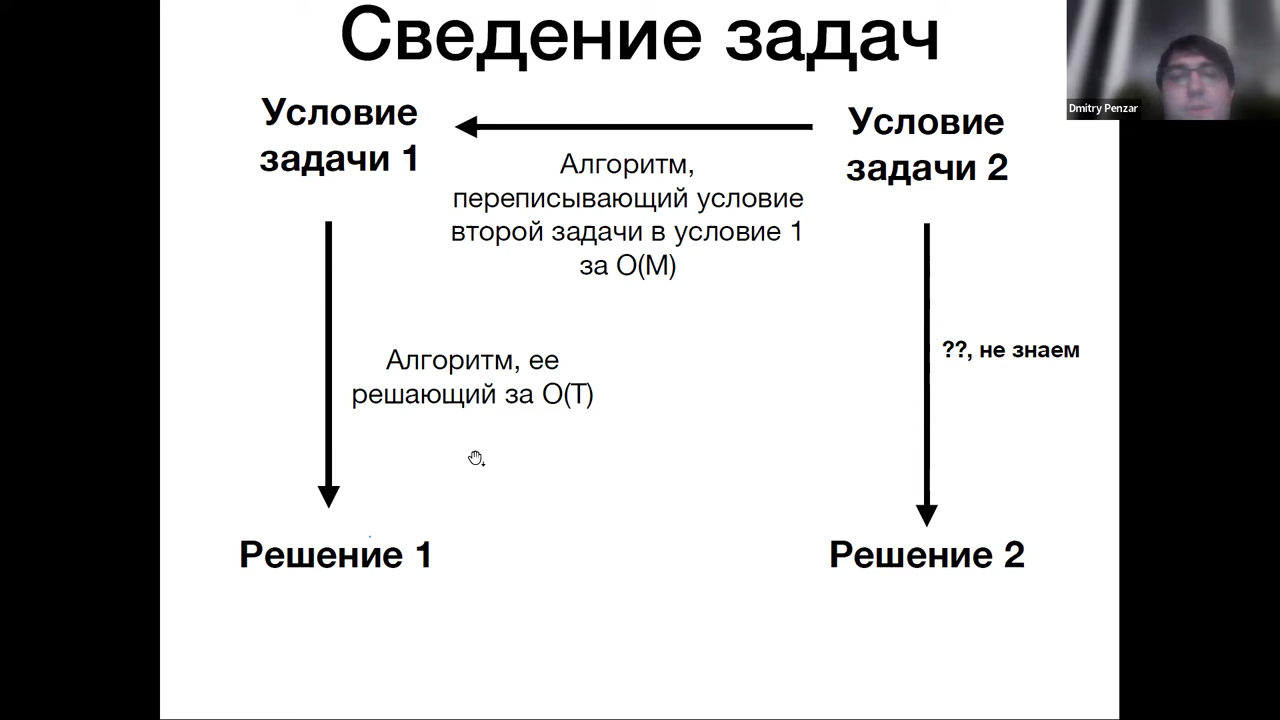 Сведение задач
Dmitry Penzar
Условие
задачи 1
Условие
задачи 2
Алгоритм,
переписывающий условие
второй задачи в условие 1
за O(M)
??, не знаем
Алгоритм, ее
решающий за O(T)
Решение 1
Решение 2